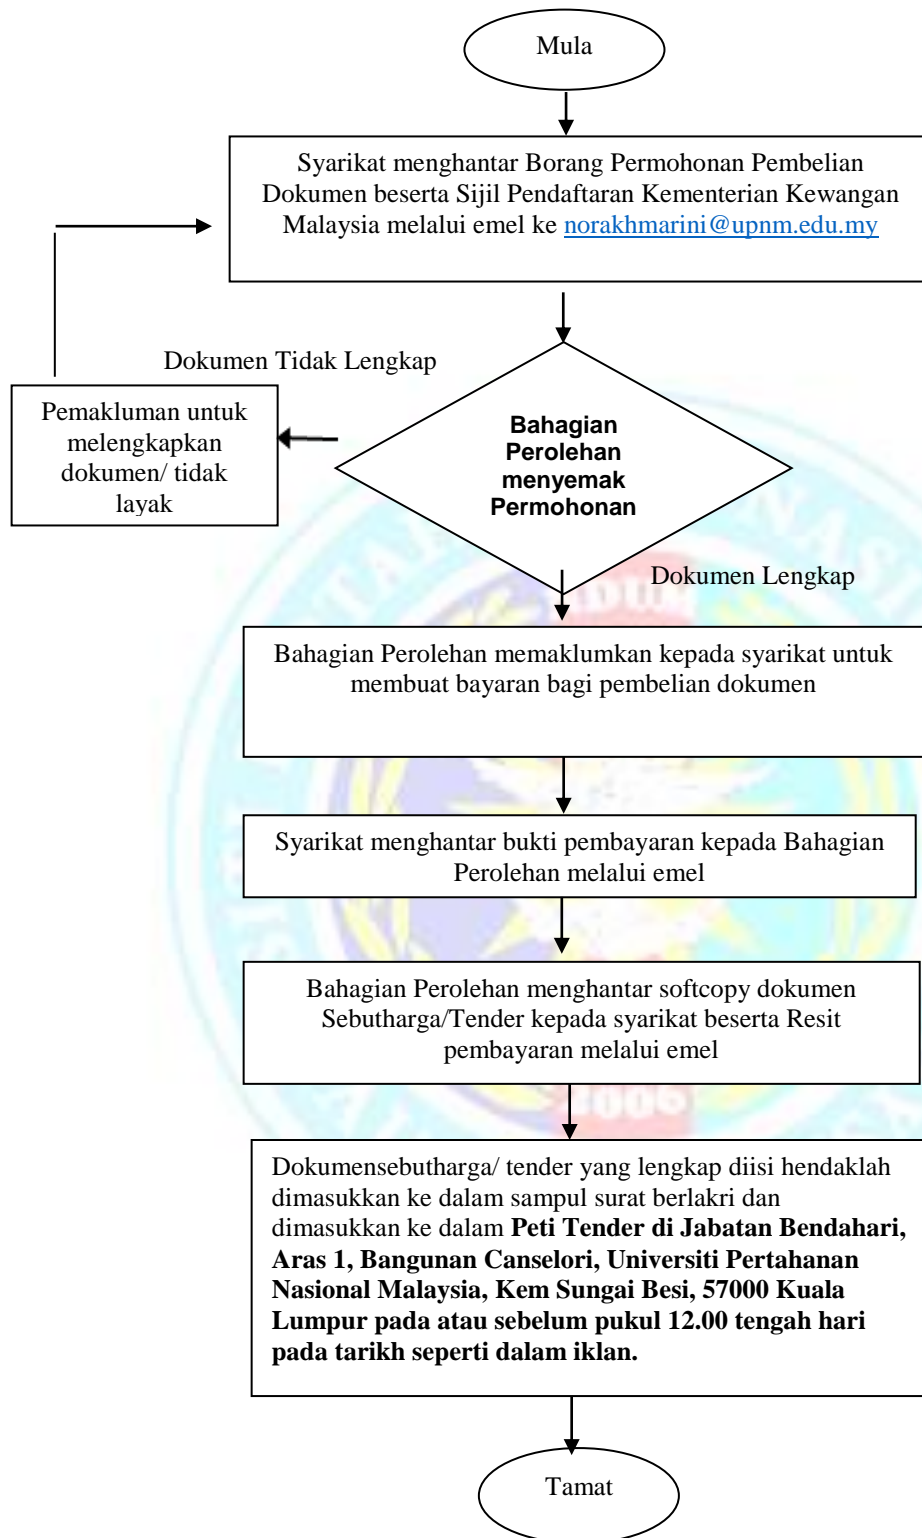 Mula
Syarikat menghantar Borang Permohonan Pembelian
Dokumen beserta Sijil Pendaftaran Kementerian Kewangan
Malaysia melalui emel ke norakhmarini@upnm.edu.my
Dokumen Tidak Lengkap
Pemakluman untuk
melengkapkan
dokumen/ tidak
layak
Bahagian
Perolehan
menyemak
Permohonan
Dokumen Lengkap
Bahagian Perolehan memaklumkan kepada syarikat untuk
membuat bayaran bagi pembelian dokumen
Syarikat menghantar bukti pembayaran kepada Bahagian
Perolehan melalui emel
Bahagian Perolehan menghantar softcopy dokumen
Sebutharga/Tender kepada syarikat beserta Resit
pembayaran melalui emel
2006
Dokumensebutharga/ tender yang lengkap diisi hendaklah
dimasukkan ke dalam sampul surat berlakri dan
dimasukkan ke dalam Peti Tender di Jabatan Bendahari,
Aras 1, Bangunan Canselori, Universiti Pertahanan
Nasional Malaysia, Kem Sungai Besi, 57000 Kuala
Lumpur pada atau sebelum pukul 12.00 tengah hari
pada tarikh seperti dalam iklan.
Tamat